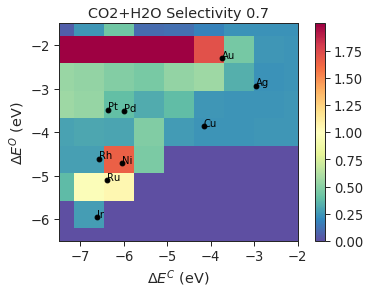 CO2+H2O Selectivity 0.7
−2
−3
−4
−5
−6
ΔE^O (eV)
Au
Ag
Pt
Pd
Cu
Rh
Ni
Ru
Ir
−7
−6
−5
−4
−3
−2
ΔE^C (eV)
1.75
1.50
1.25
1.00
0.75
0.50
0.25
0.00